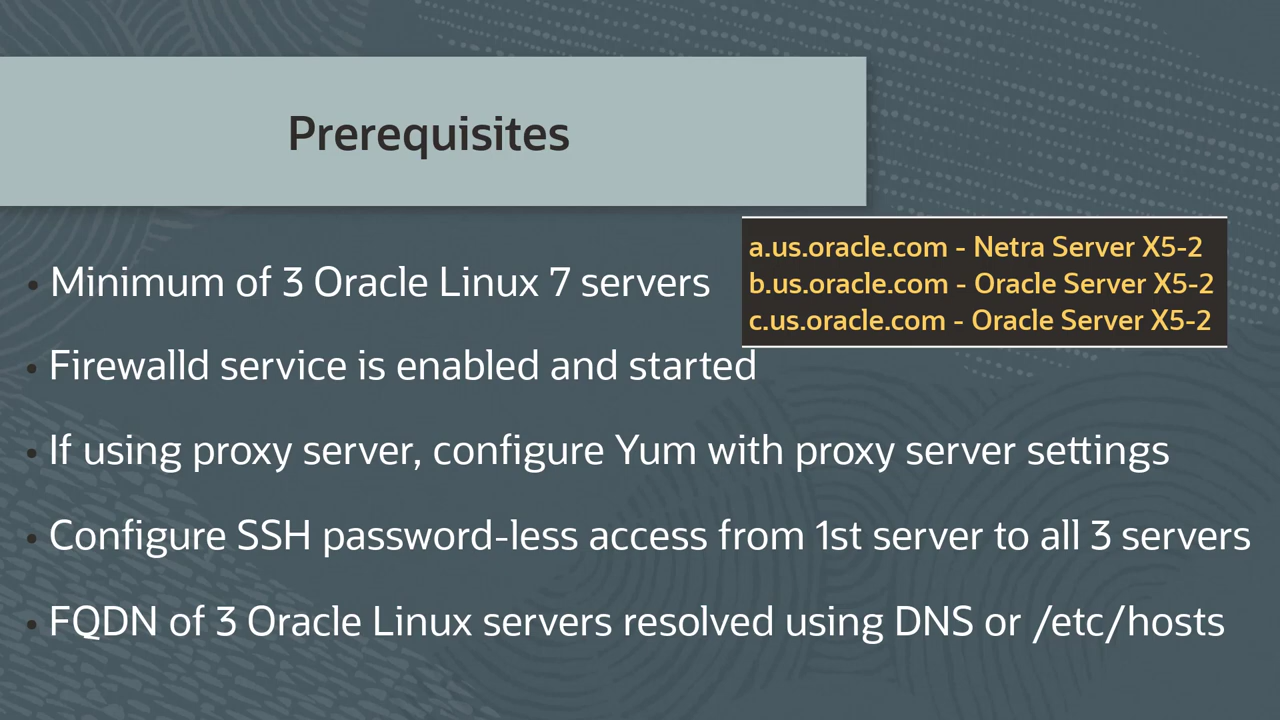 Prerequisites
a.us.oracle.com - Netra Server X5-2
b.us.oracle.com - Oracle Server X5-2
c.us.oracle.com - Oracle Server X5-2
• Minimum of 3 Oracle Linux 7 servers
• Firewalld service is enabled and started
• If using proxy server, configure Yum with proxy server settings
• Configure SSH password-less access from 1st server to all 3 servers
• FQDN of 3 Oracle Linux servers resolved using DNS or /etc/hosts